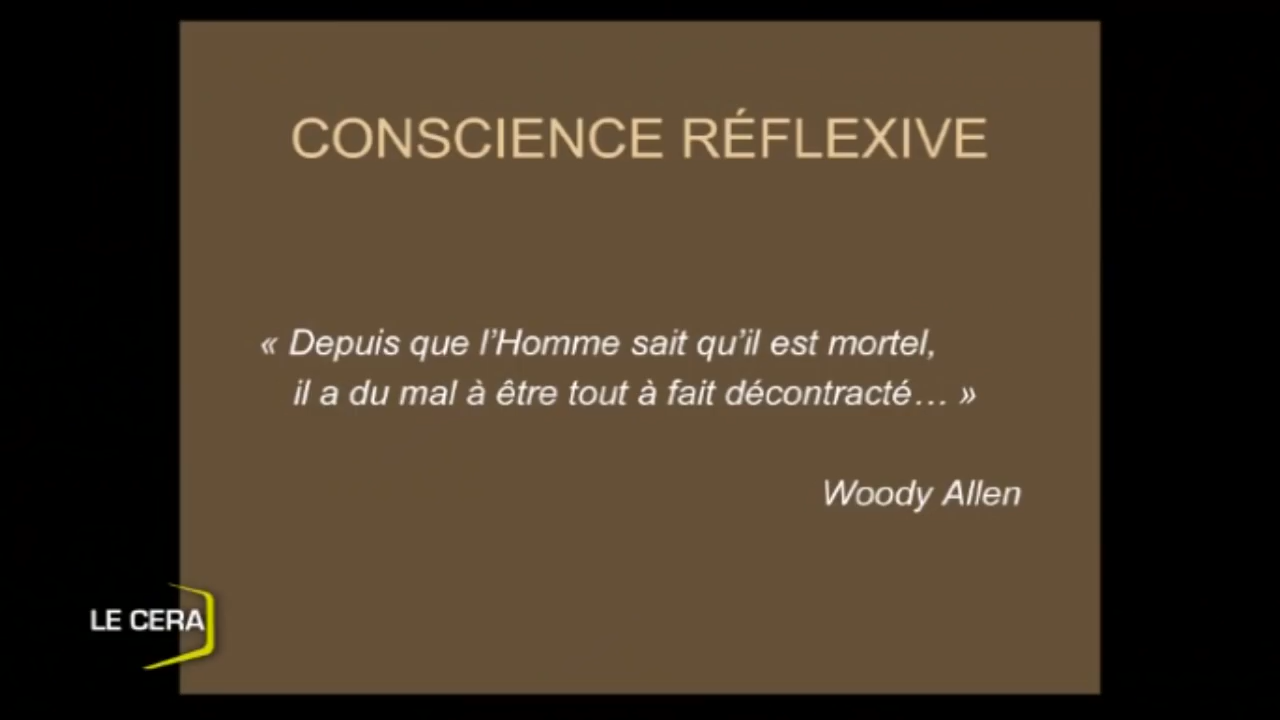 CONSCIENCE RÉFLEXIVE
« Depuis que l’Homme sait qu’il est mortel,
il a du mal à être tout à fait décontracté… »
Woody Allen
LE CERA